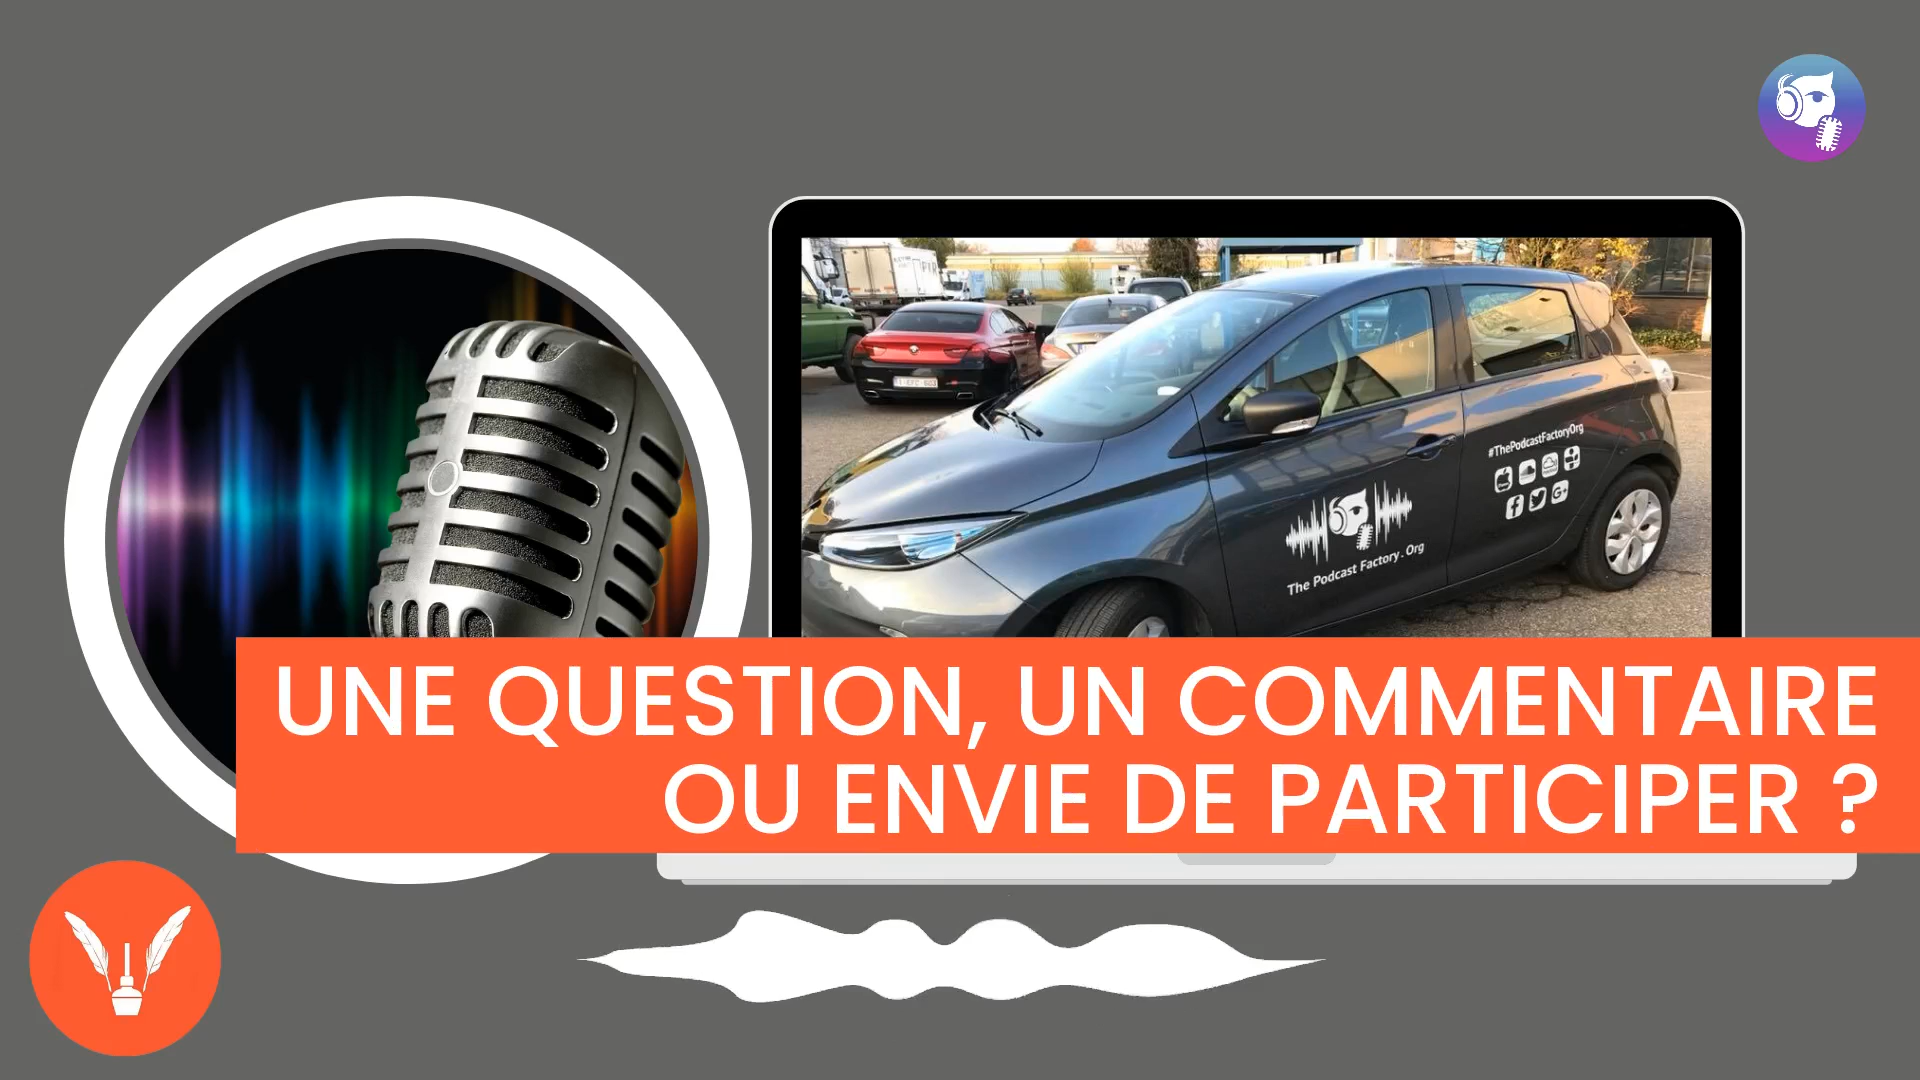 #ThePodcastFactoryOrg
The Podcast Factory . Org
UNE QUESTION, UN COMMENTAIRE
OU ENVIE DE PARTICIPER ?